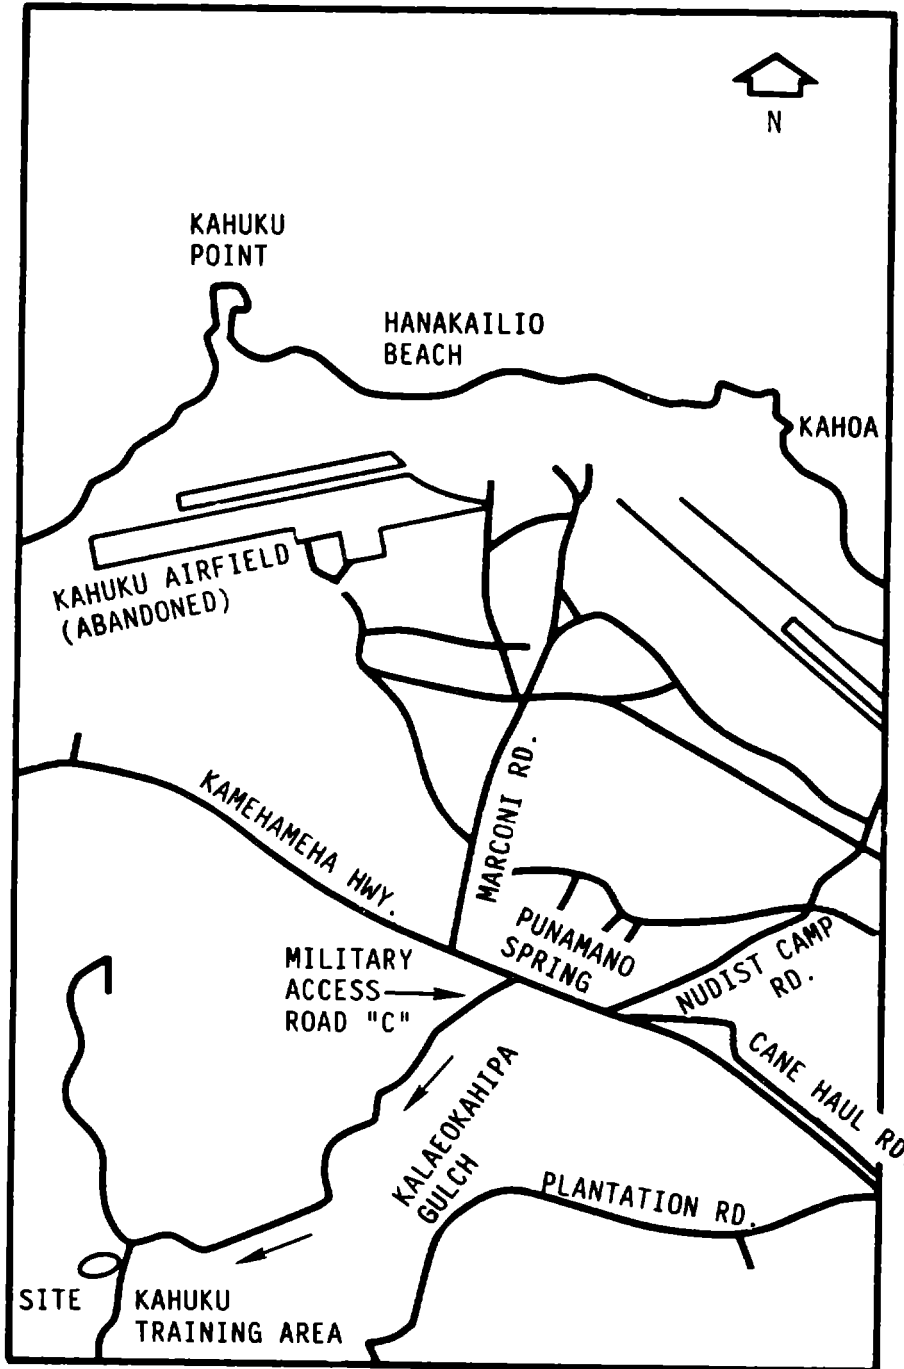 N
KAHUKU
POINT
HANAKAILIO
BEACH
KAHOA
KAHUKU AIRFIELD
(ABANDONED)
KAMEHAMEHA HWY.
MARCONI RD.
PUNAMANO
SPRING
NUDIST CAMP
RD.
MILITARY
ACCESS
ROAD "C"
CANE HAUL RD.
KALAEOKAHIPA
GULCH
PLANTATION RD.
SITE
KAHUKU
TRAINING AREA